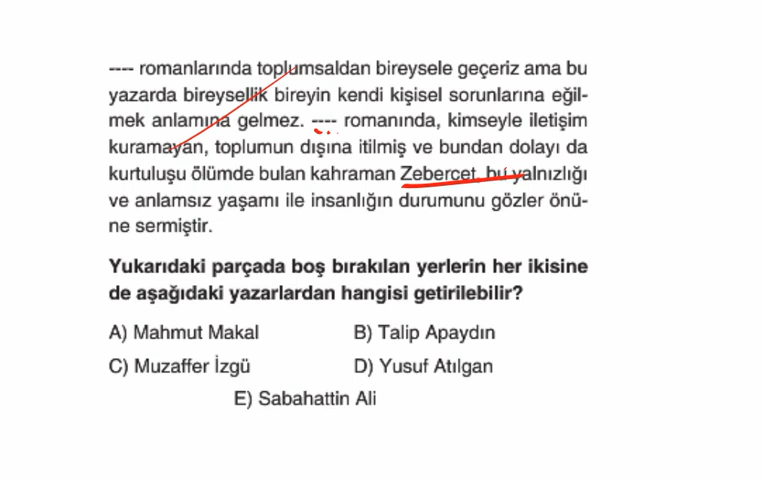 ---- romanlarında toplumsaldan bireysele geçeriz ama bu
yazarda bireysellik bireyin kendi kişisel sorunlarına eğil-
mek anlamına gelmez. ---- romanında, kimseyle iletişim
kuramayan, toplumun dışına itilmiş ve bundan dolayı da
kurtuluşu ölümde bulan kahraman Zebercet, bu yalnızlığı
ve anlamsız yaşamı ile insanlığın durumunu gözler önü-
ne sermiştir.
Yukarıdaki parçada boş bırakılan yerlerin her ikisine
de aşağıdaki yazarlardan hangisi getirilebilir?
A) Mahmut Makal B) Talip Apaydın
C) Muzaffer İzgü D) Yusuf Atılgan
E) Sabahattin Ali